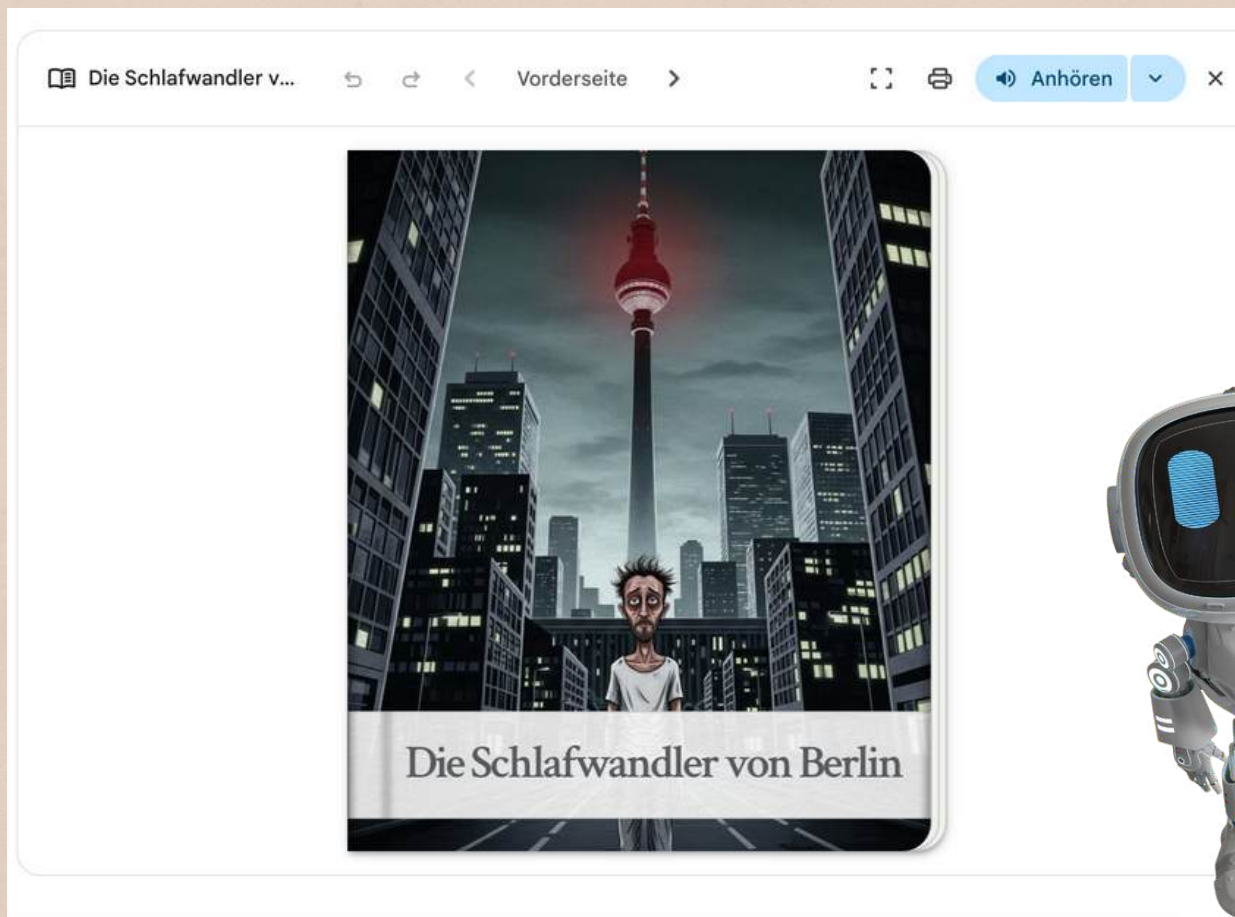 Die Schlafwandler v...
Vorderseite
Anhören
Die Schlafwandler von Berlin